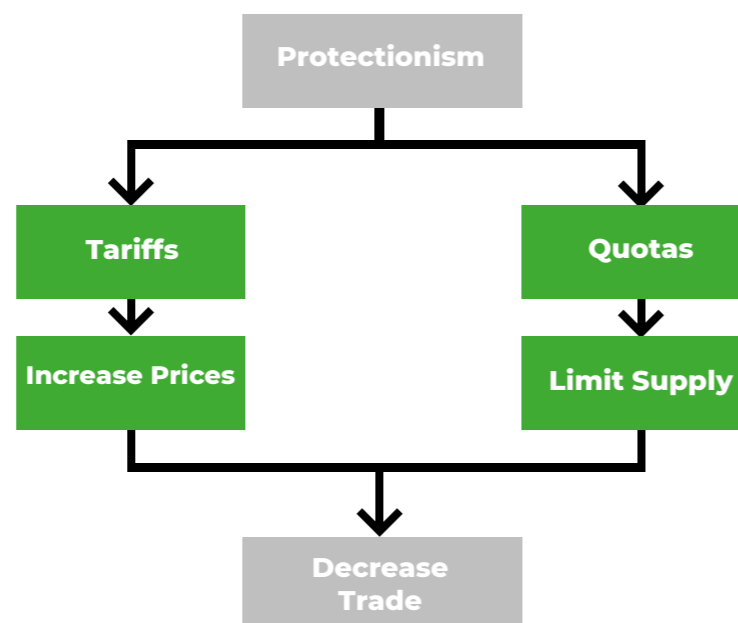 Protectionism
Tariffs
Quotas
Increase Prices
Limit Supply
Decrease
Trade